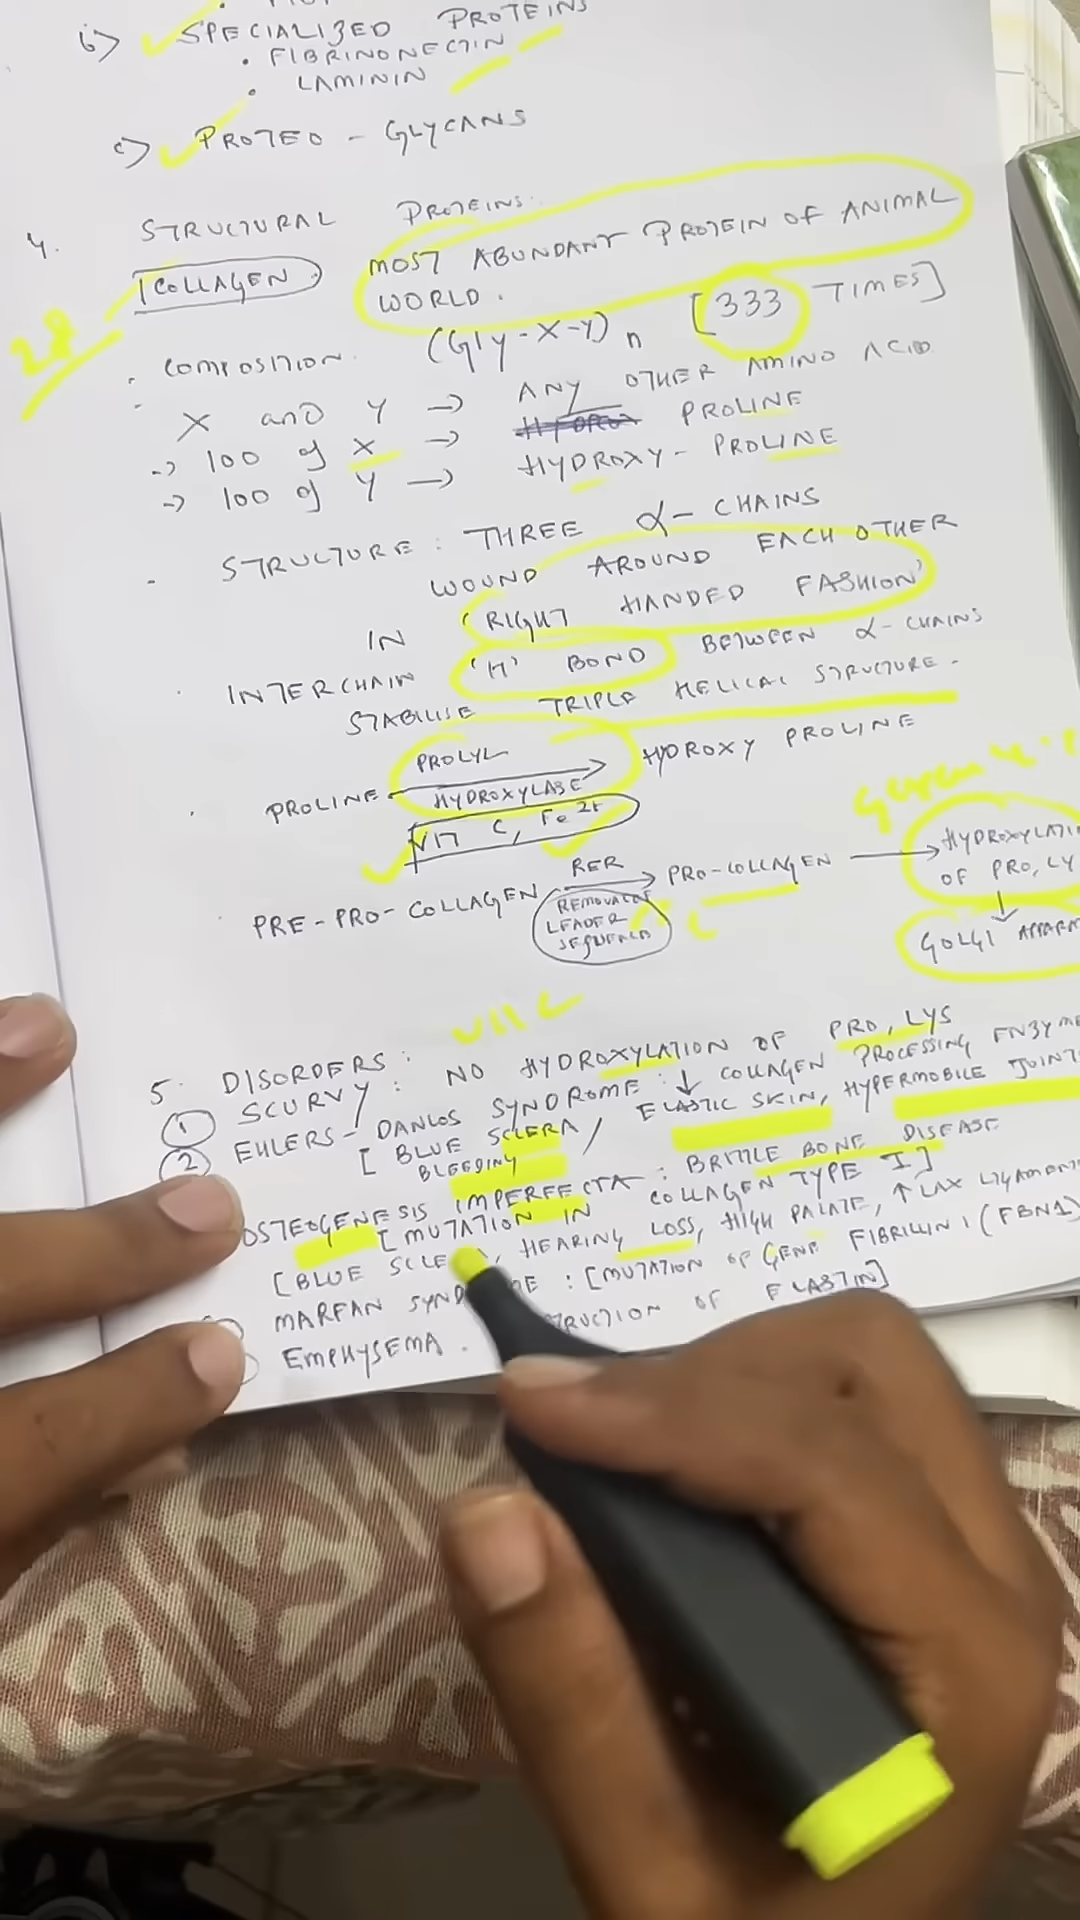 b) SPECIALIZED PROTEINS
• FIBRINONECTIN
• LAMININ
c) PROTEO - GLYCANS
4. STRUCTURAL PROTEINS:
COLLAGEN. MOST ABUNDANT PROTEIN OF ANIMAL
WORLD.
28
• COMPOSITION. (Gly-X-Y)n [333 TIMES]
X and Y → ANY OTHER AMINO ACID
→ 100 of X → PROLINE
→ 100 of Y → HYDROXY - PROLINE
• STRUCTURE: THREE α- CHAINS
WOUND AROUND EACH OTHER
IN 'RIGHT HANDED FASHION'
• INTERCHAIN 'H' BOND BETWEEN α-CHAINS
STABILISE TRIPLE HELICAL STRUCTURE.
• PROLINE PROLYL HYDROXYLASE → HYDROXY PROLINE
VIT C, Fe2+
• PRE-PRO-COLLAGEN RER → PRO-COLLAGEN → HYDROXYLATI
REMOVAL OF OF PRO, LY
LEADER
GOLGI APPARA
VIT C
5. DISORDERS:
① SCURVY: NO HYDROXYLATION OF PRO, LYS
② EHLERS-DANLOS SYNDROME: ↓ COLLAGEN PROCESSING ENZYME
[BLUE SCLERA / ELASTIC SKIN, HYPERMOBILE JOINT
BLEEDING
OSTEOGENESIS IMPERFECTA: BRITTLE BONE DISEASE
[MUTATION IN COLLAGEN TYPE I]
[BLUE SCLE , HEARING LOSS, HIGH PALATE, ↑ LAX LIGAMENT
MARFAN SYND ME: [MUTATION OF GENE FIBRILLIN 1 (FBN1)
EMPHYSEMA. TRUCTION OF ELASTIN]